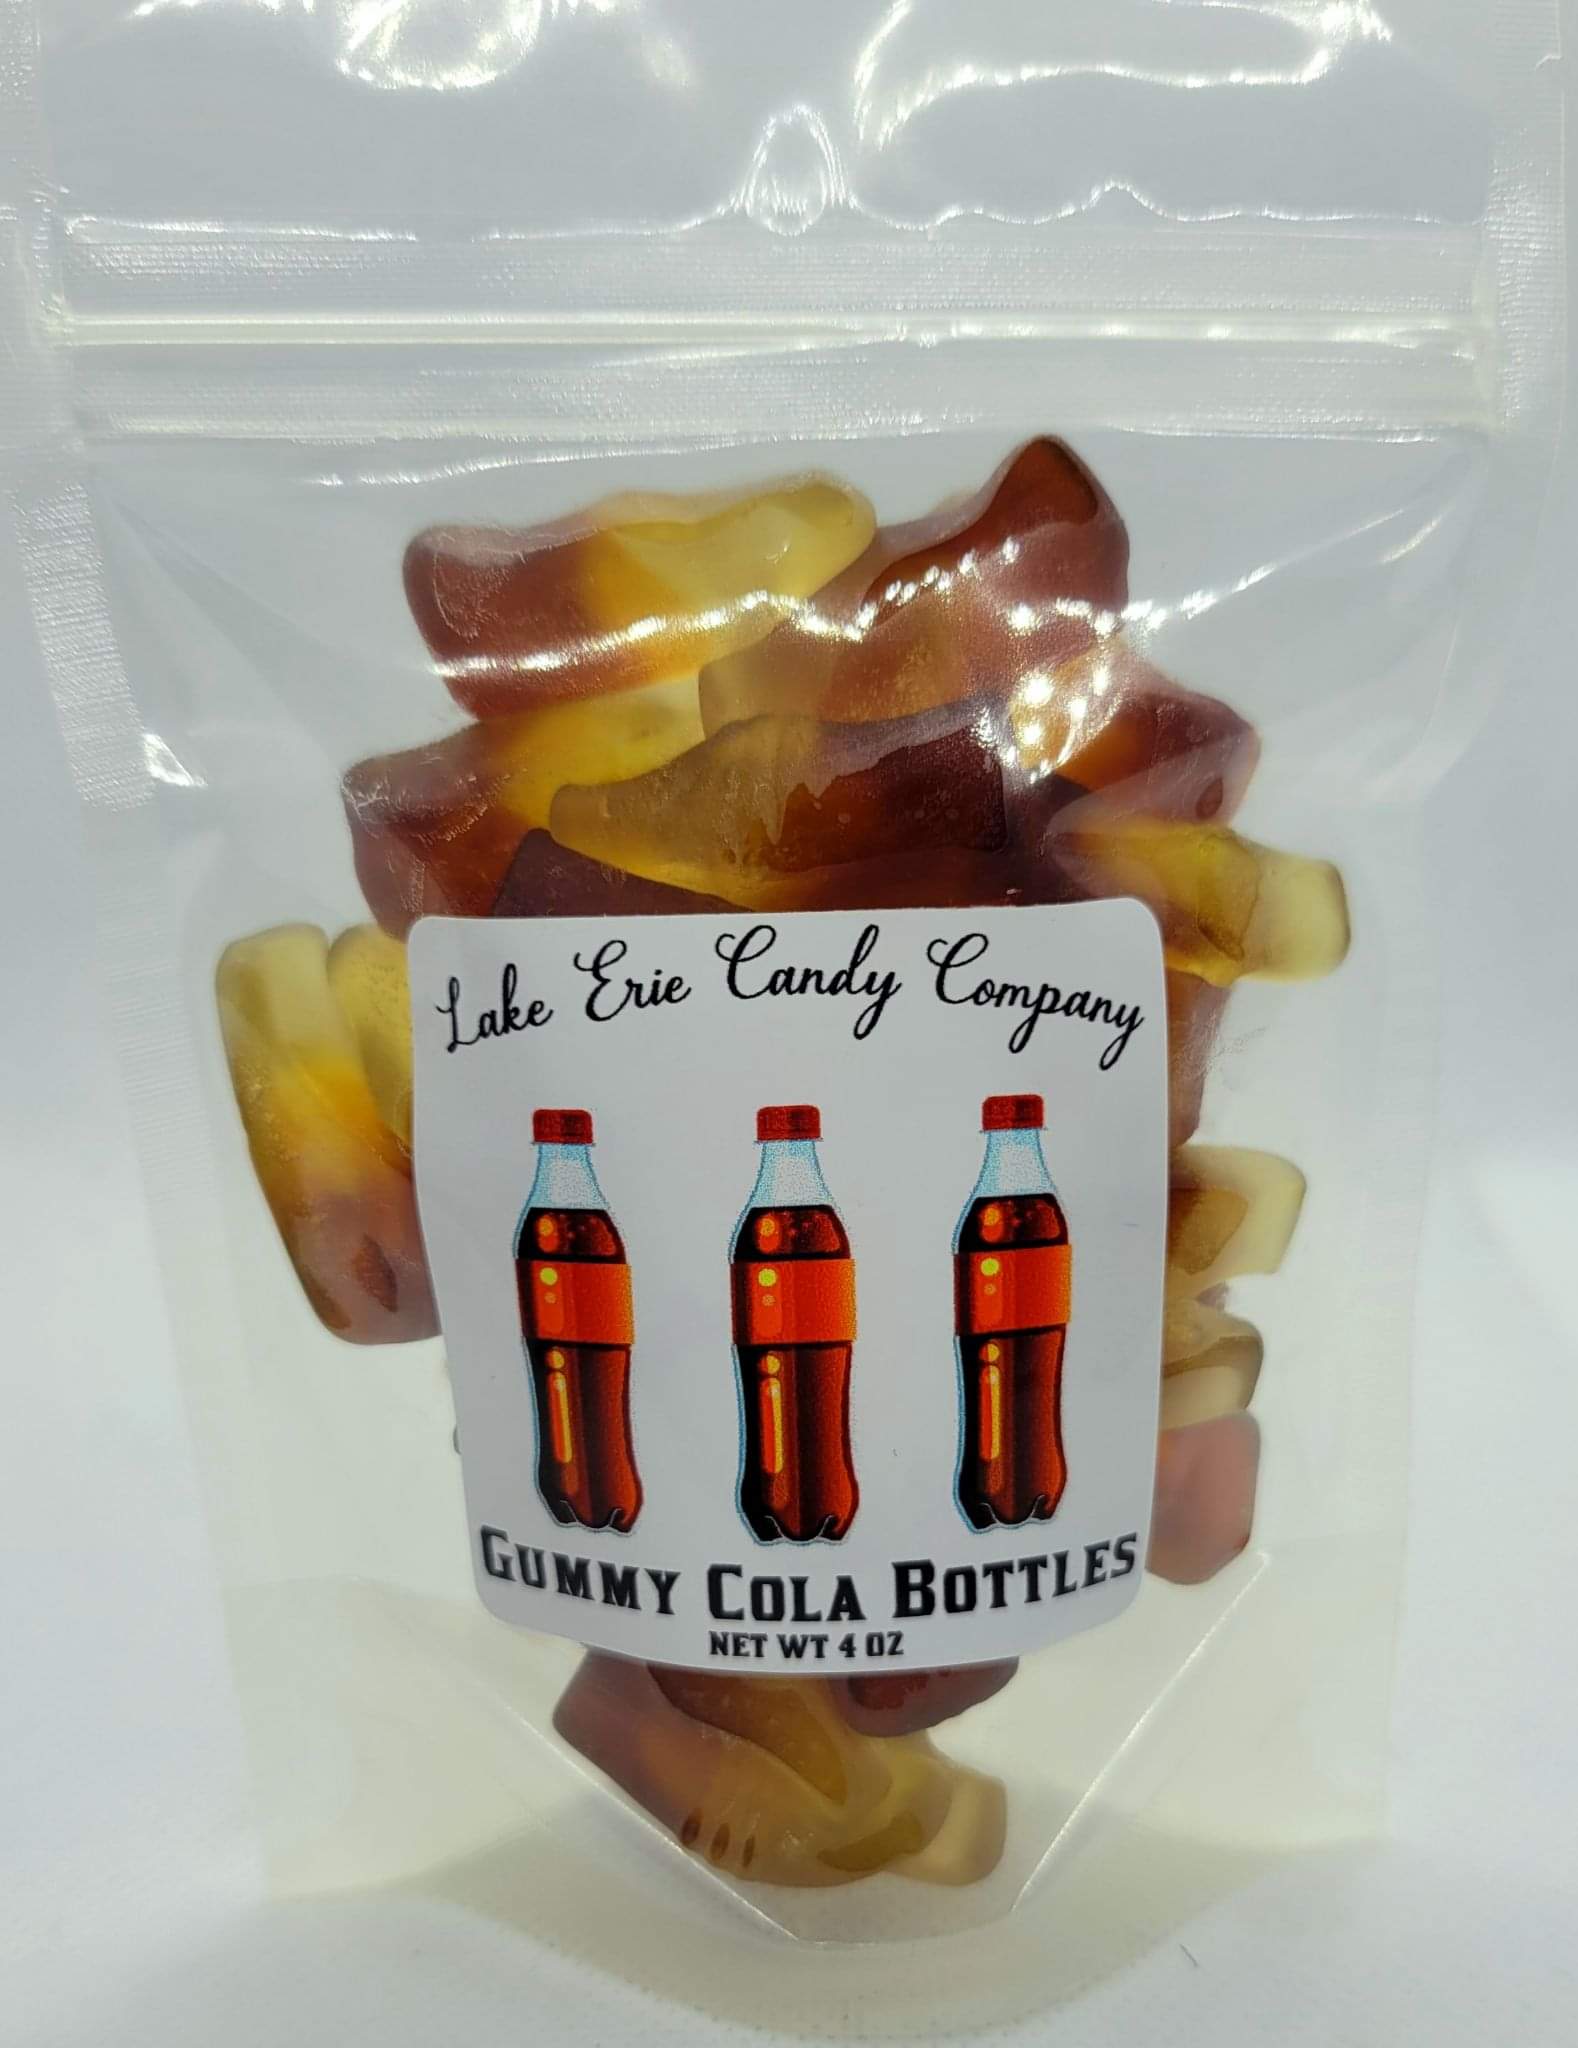 Lake Erie Candy Company
Gummy Cola Bottles
NET WT 4 OZ